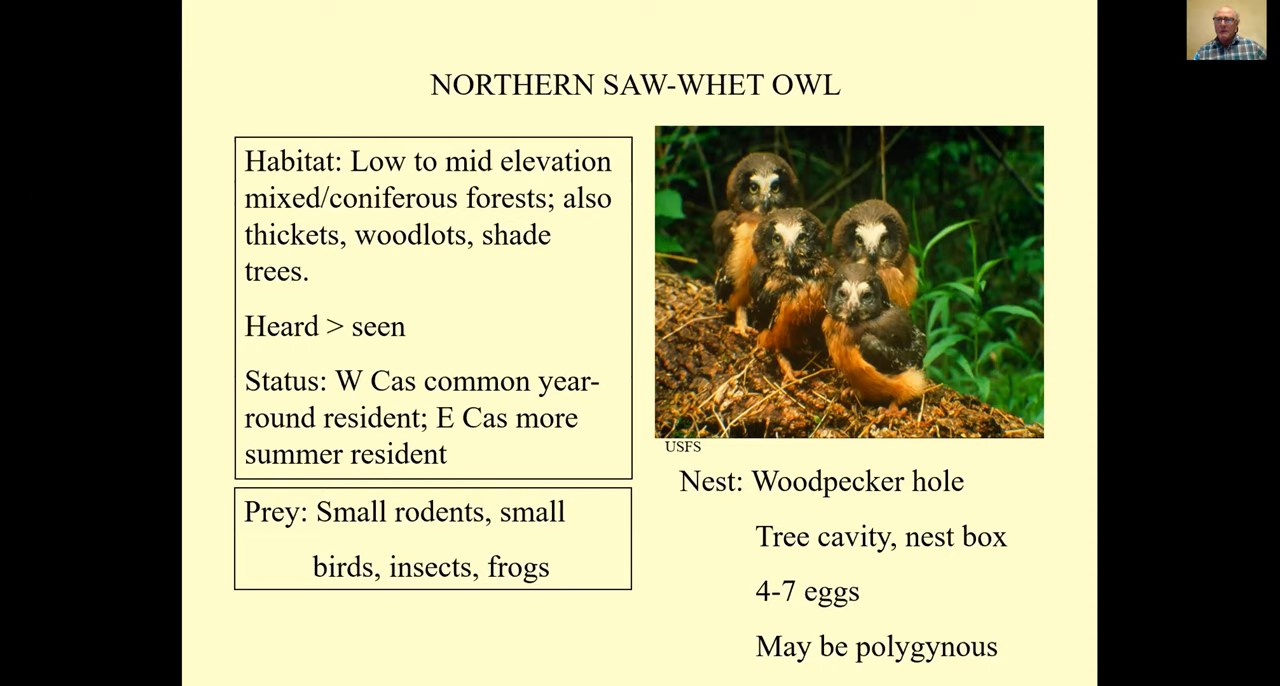 NORTHERN SAW-WHET OWL
Habitat: Low to mid elevation
mixed/coniferous forests; also
thickets, woodlots, shade
trees.
Heard > seen
Status: W Cas common year-
round resident; E Cas more
summer resident
Prey: Small rodents, small
birds, insects, frogs
USFS
Nest: Woodpecker hole
Tree cavity, nest box
4-7 eggs
May be polygynous